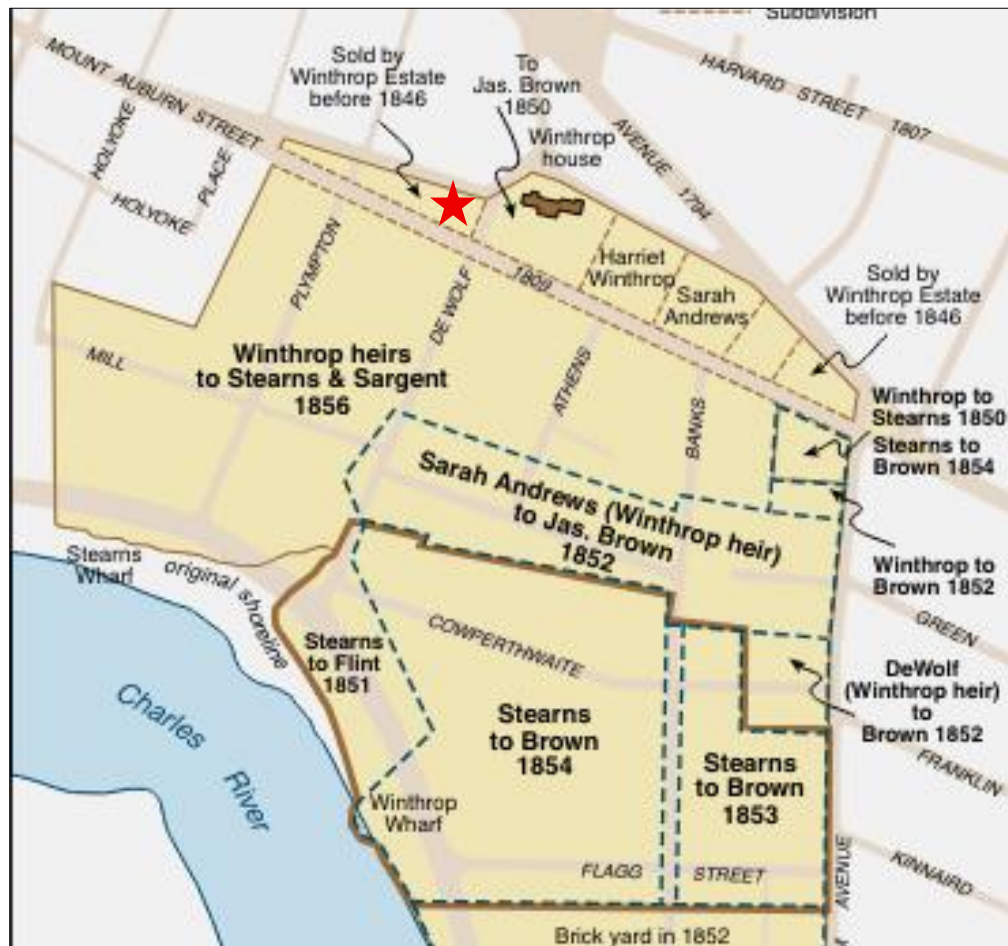 Subdivision
MOUNT AUBURN STREET
Sold by
Winthrop Estate
before 1846
To
Jas. Brown
1850
HARVARD STREET 1807
AVENUE 1794
Winthrop
house
HOLYOKE
HOLYOKE
PLACE
PLYMPTON
DE WOLF
1809
Harriet
Winthrop
Sarah
Andrews
Sold by
Winthrop Estate
before 1846
MILL
Winthrop heirs
to Stearns & Sargent
1856
ATHENS
BANKS
Winthrop to
Stearns 1850
Stearns to
Brown 1854
Sarah Andrews (Winthrop heir)
to Jas. Brown
1852
Winthrop to
Brown 1852
GREEN
Stearns
Wharf
original shoreline
Stearns
to Flint
1851
COWPERTHWAITE
DeWolf
(Winthrop heir)
to
Brown 1852
FRANKLIN
Charles
River
Stearns
to Brown
1854
Stearns
to Brown
1853
Winthrop
Wharf
FLAGG STREET
AVENUE
KINNAIRD
Brick yard in 1852